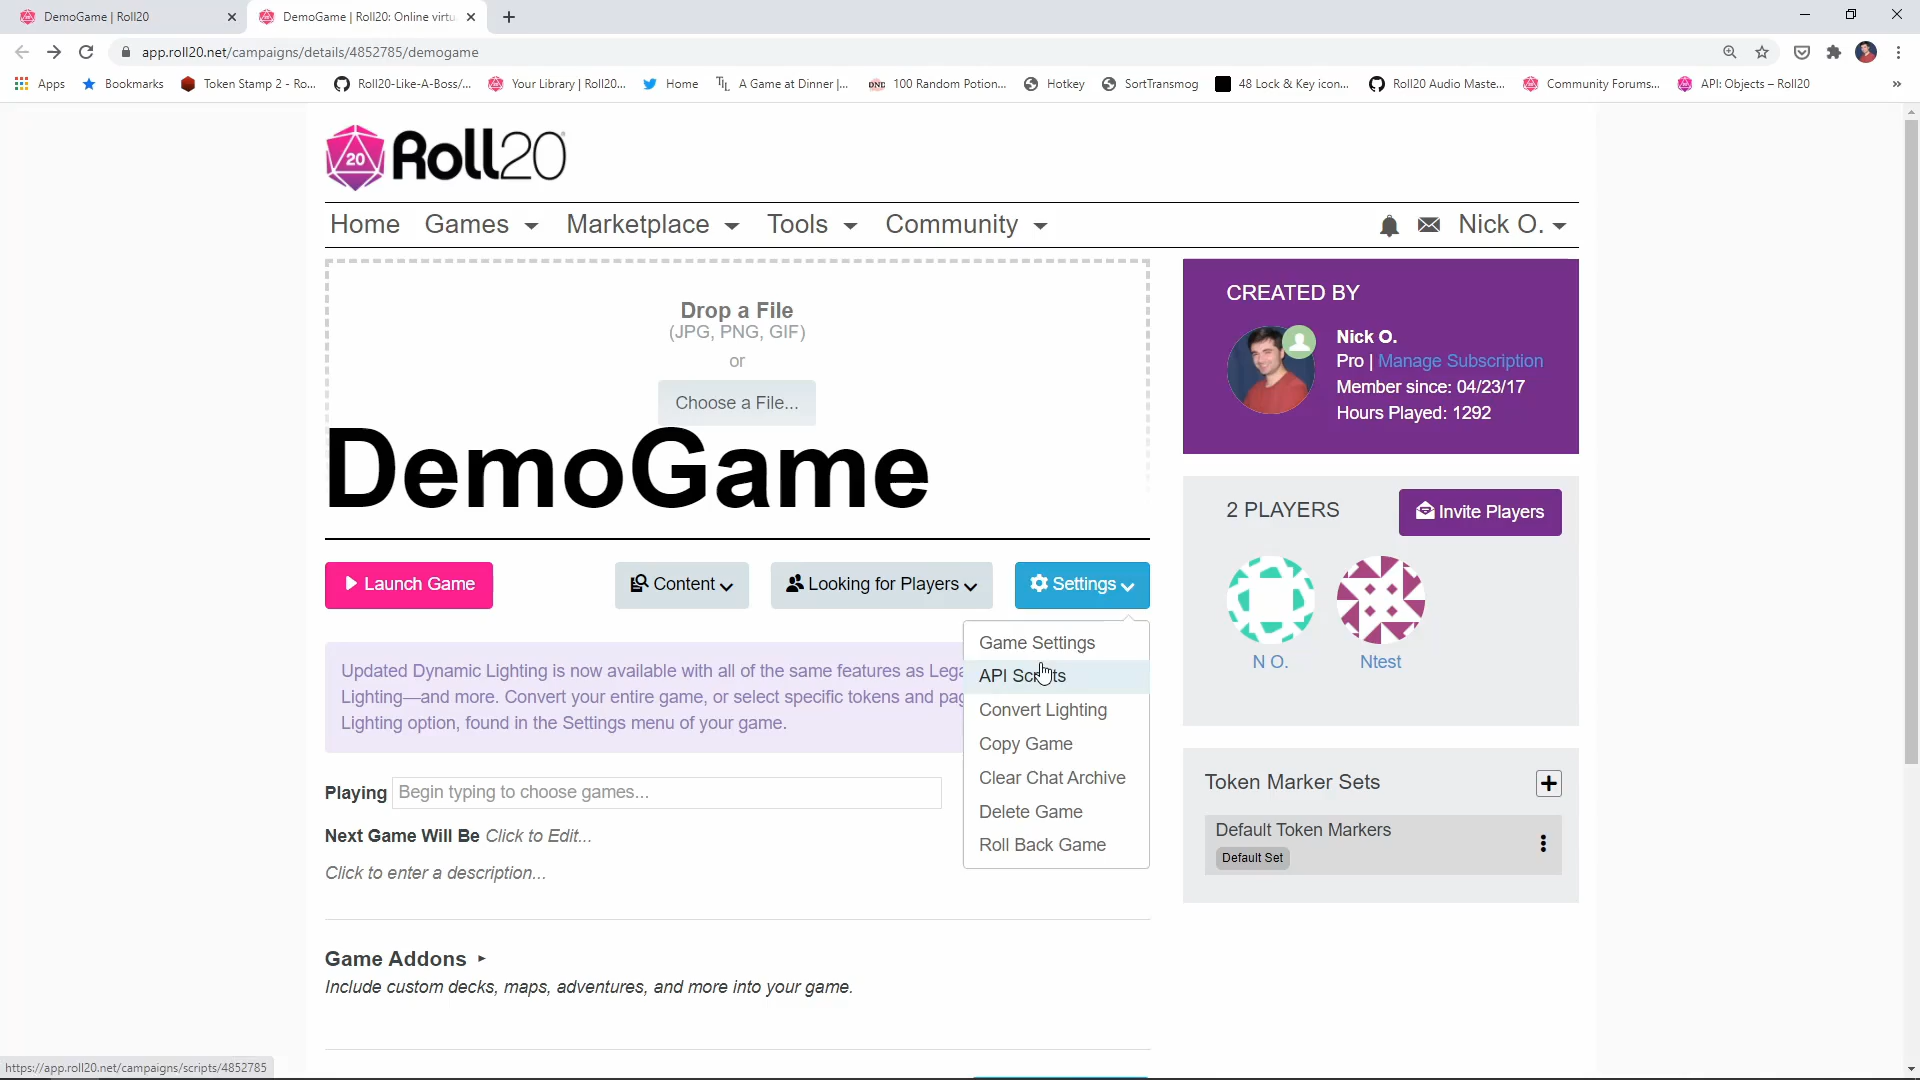 DemoGame | Roll20
DemoGame | Roll20: Online virtu
app.roll20.net/campaigns/details/4852785/demogame
Apps
Bookmarks
Token Stamp 2 - Ro...
Roll20-Like-A-Boss/...
Your Library | Roll20...
Home
A Game at Dinner |...
100 Random Potion...
Hotkey
SortTransmog
48 Lock & Key icon...
Roll20 Audio Maste...
Community Forums...
API: Objects – Roll20
»
20
Roll20
Home
Games
Marketplace
Tools
Community
Nick O.
Drop a File
(JPG, PNG, GIF)
or
Choose a File...
DemoGame
CREATED BY
Nick O.
Pro | Manage Subscription
Member since: 04/23/17
Hours Played: 1292
2 PLAYERS
Invite Players
N O.
Ntest
Launch Game
Content
Looking for Players
Settings
Game Settings
API Scripts
Convert Lighting
Copy Game
Clear Chat Archive
Delete Game
Roll Back Game
Updated Dynamic Lighting is now available with all of the same features as Lega
Lighting—and more. Convert your entire game, or select specific tokens and pag
Lighting option, found in the Settings menu of your game.
Playing Begin typing to choose games...
Next Game Will Be Click to Edit...
Click to enter a description...
Token Marker Sets
Default Token Markers
Default Set
Game Addons
Include custom decks, maps, adventures, and more into your game.
https://app.roll20.net/campaigns/scripts/4852785